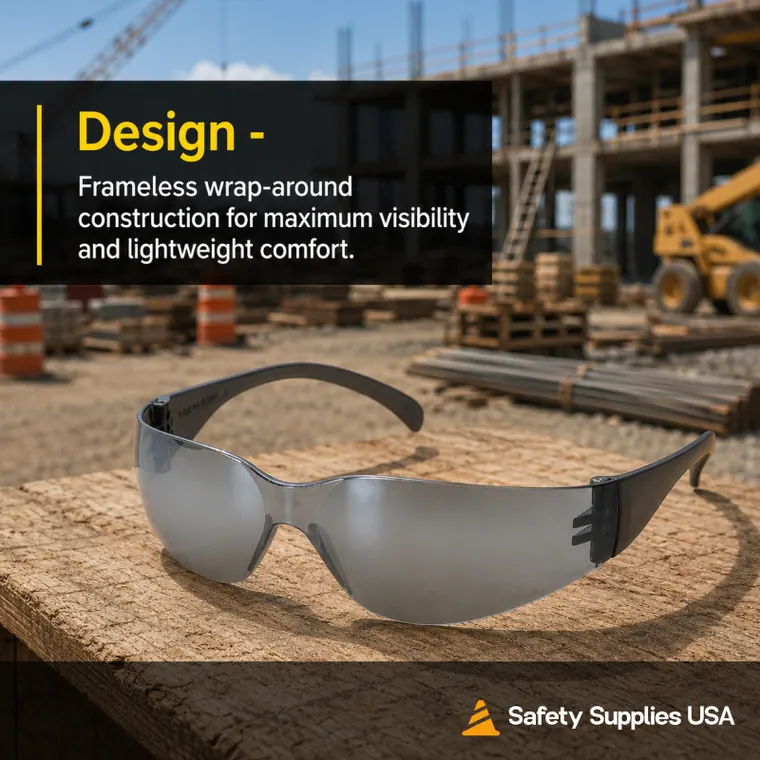 Design -
Frameless wrap-around
construction for maximum visibility
and lightweight comfort.
Safety Supplies USA